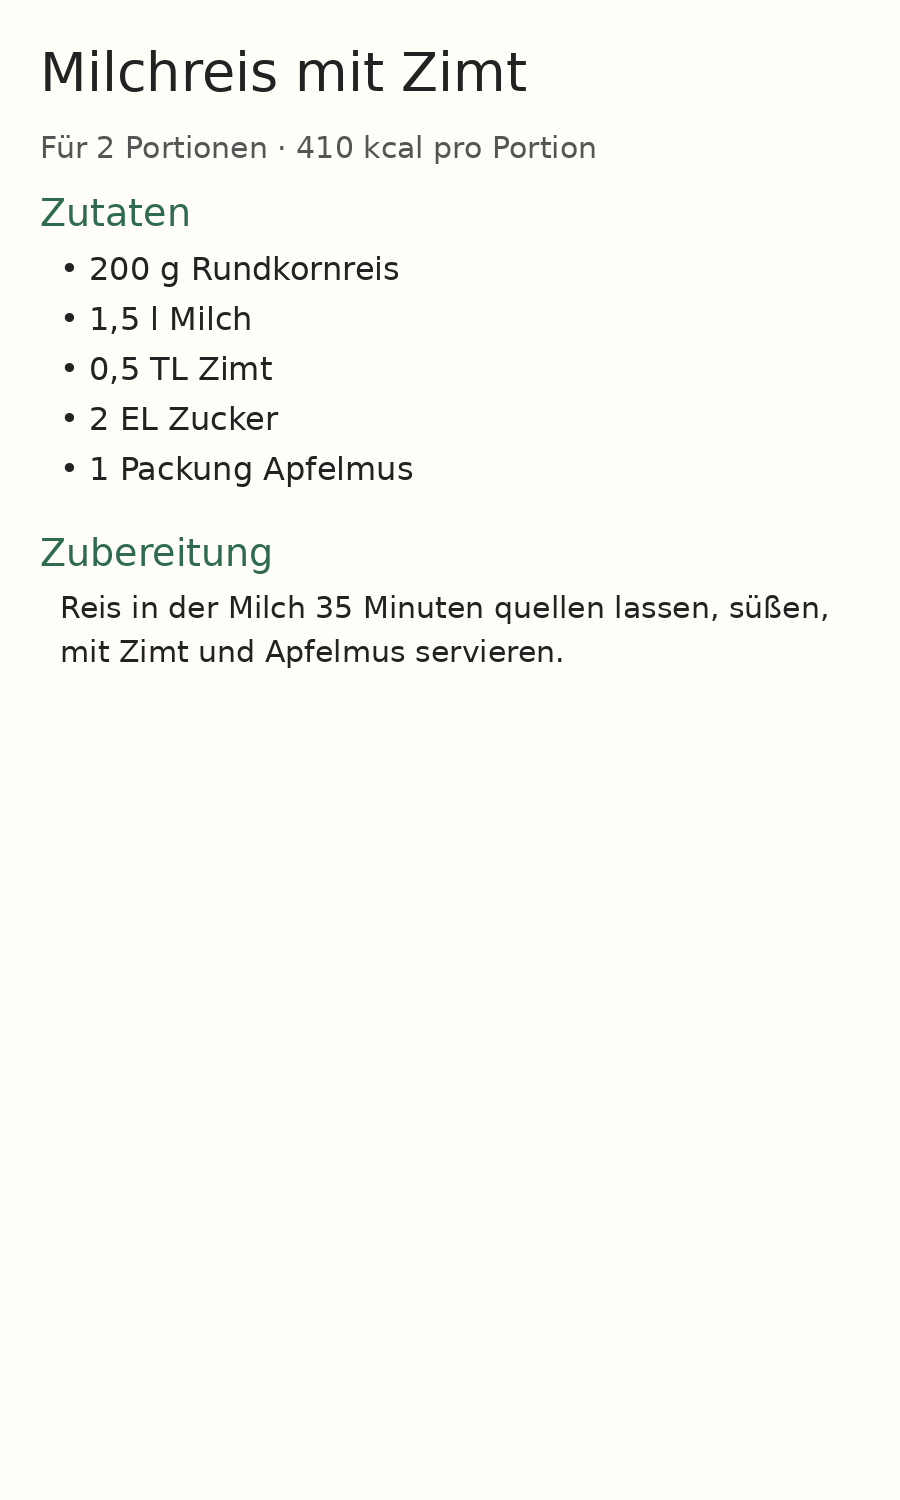 Milchreis mit Zimt
Für 2 Portionen · 410 kcal pro Portion
Zutaten
• 200 g Rundkornreis
• 1,5 l Milch
• 0,5 TL Zimt
• 2 EL Zucker
• 1 Packung Apfelmus
Zubereitung
Reis in der Milch 35 Minuten quellen lassen, süßen,
mit Zimt und Apfelmus servieren.